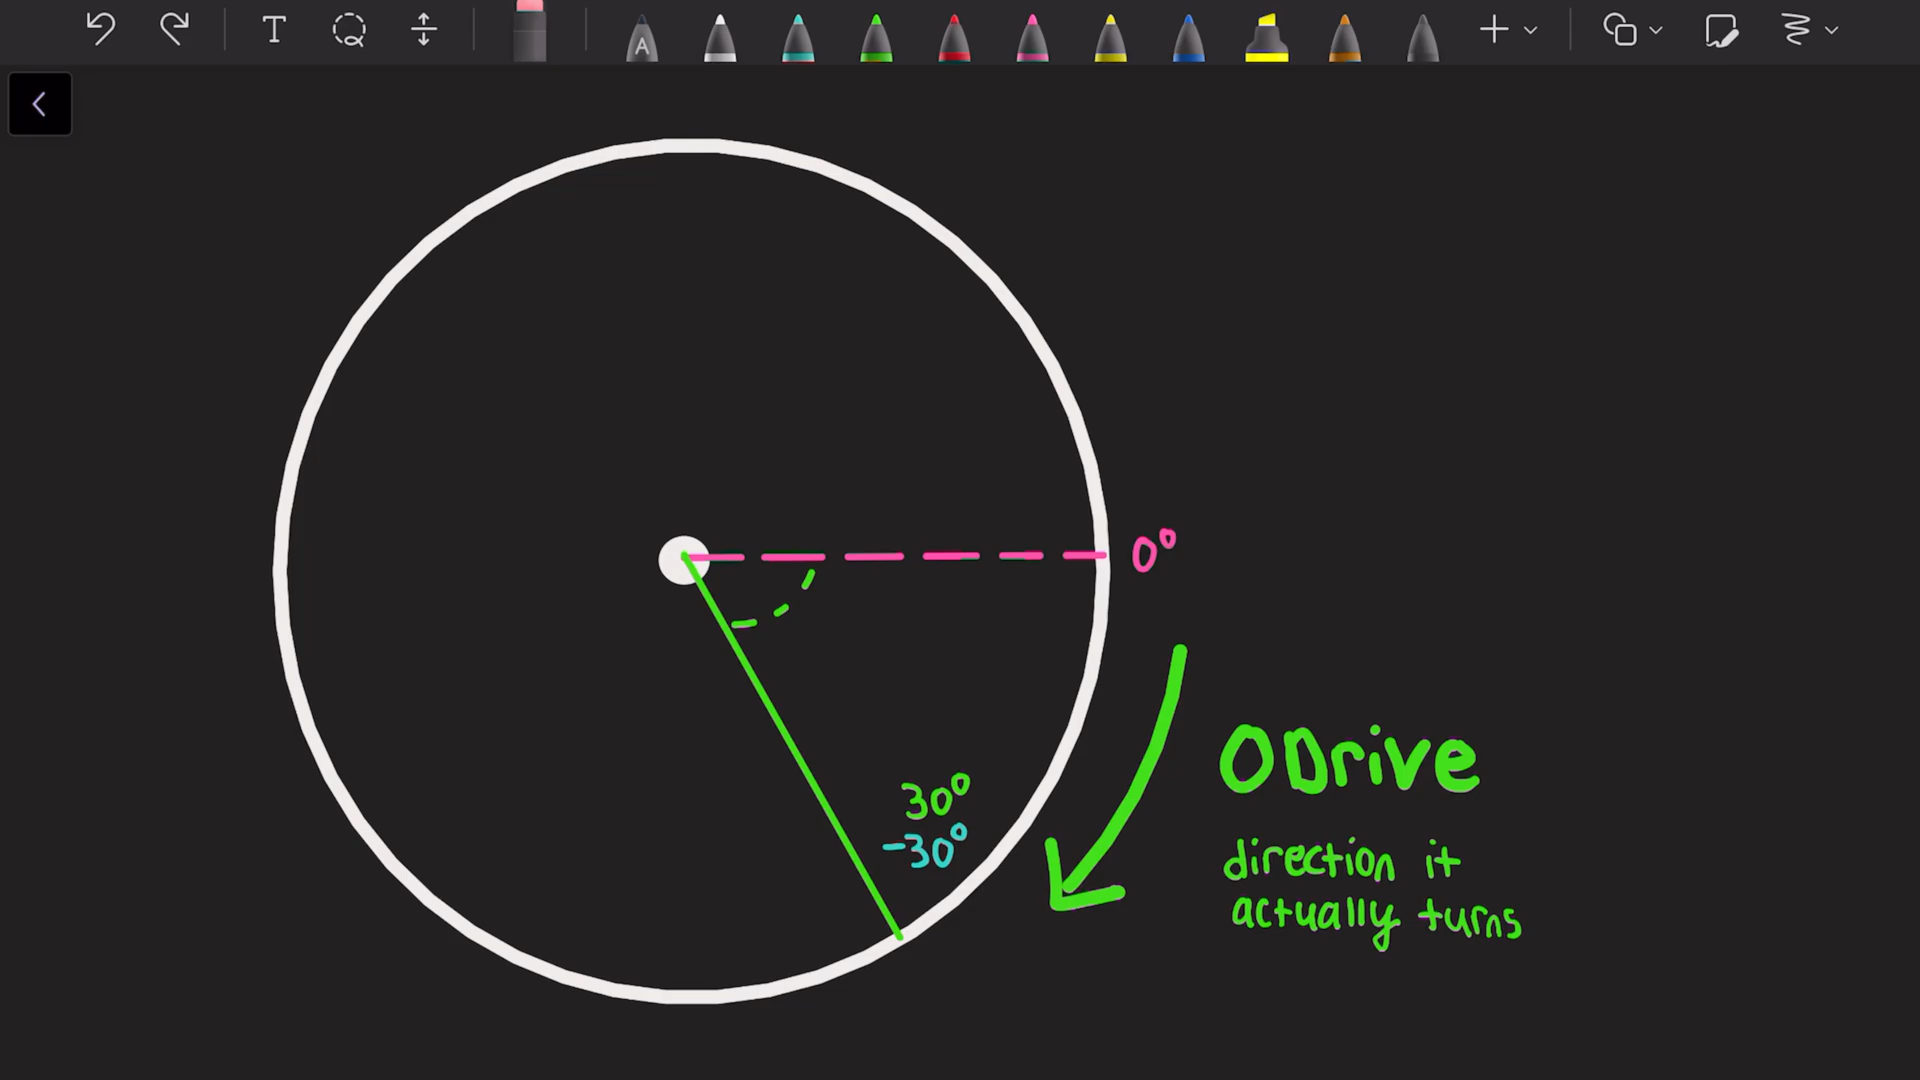 T
A
0°
ODrive
30°
-30°
direction it
actually turns